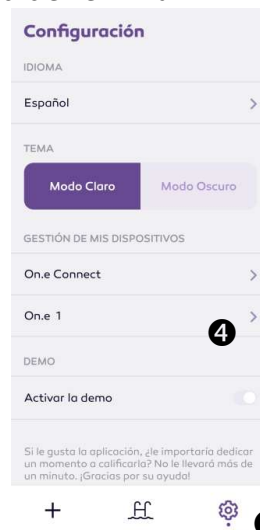 Configuración
IDIOMA
Español
TEMA
Modo Claro
Modo Oscuro
GESTIÓN DE MIS DISPOSITIVOS
On.e Connect
On.e 1
4
DEMO
Activar la demo
Si le gusta la aplicación, ¿le importaría dedicar
un momento a calificarla? No le llevará más de
un minuto. ¡Gracias por su ayuda!